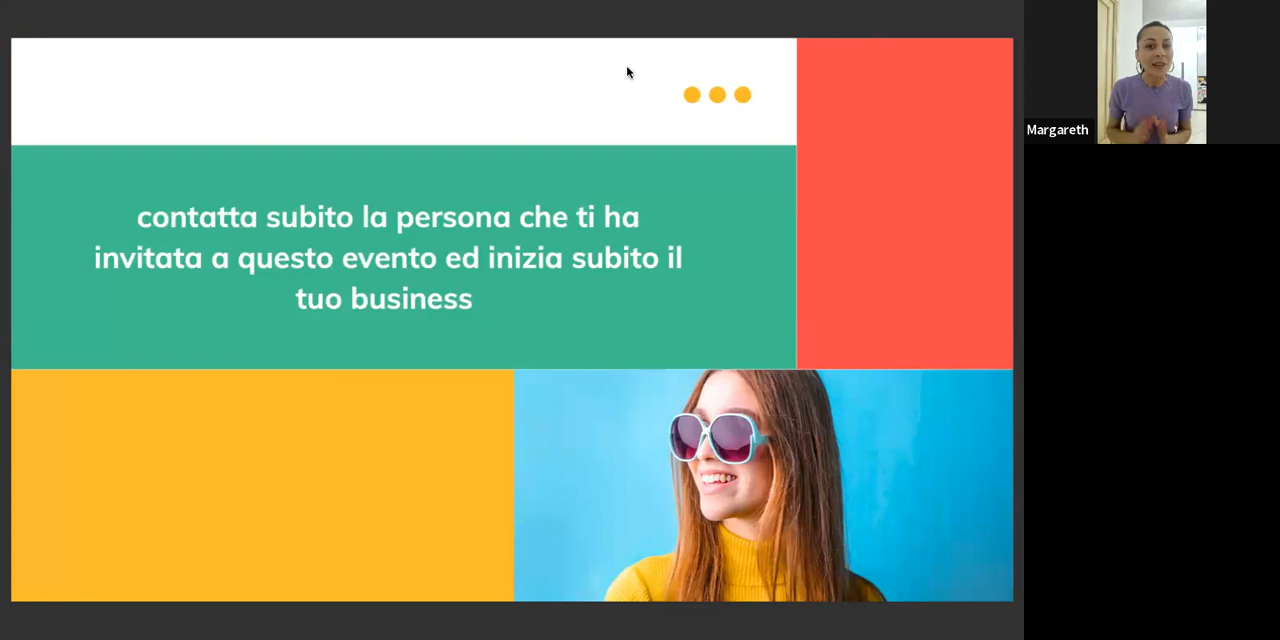 contatta subito la persona che ti ha
invitata a questo evento ed inizia subito il
tuo business
Margareth